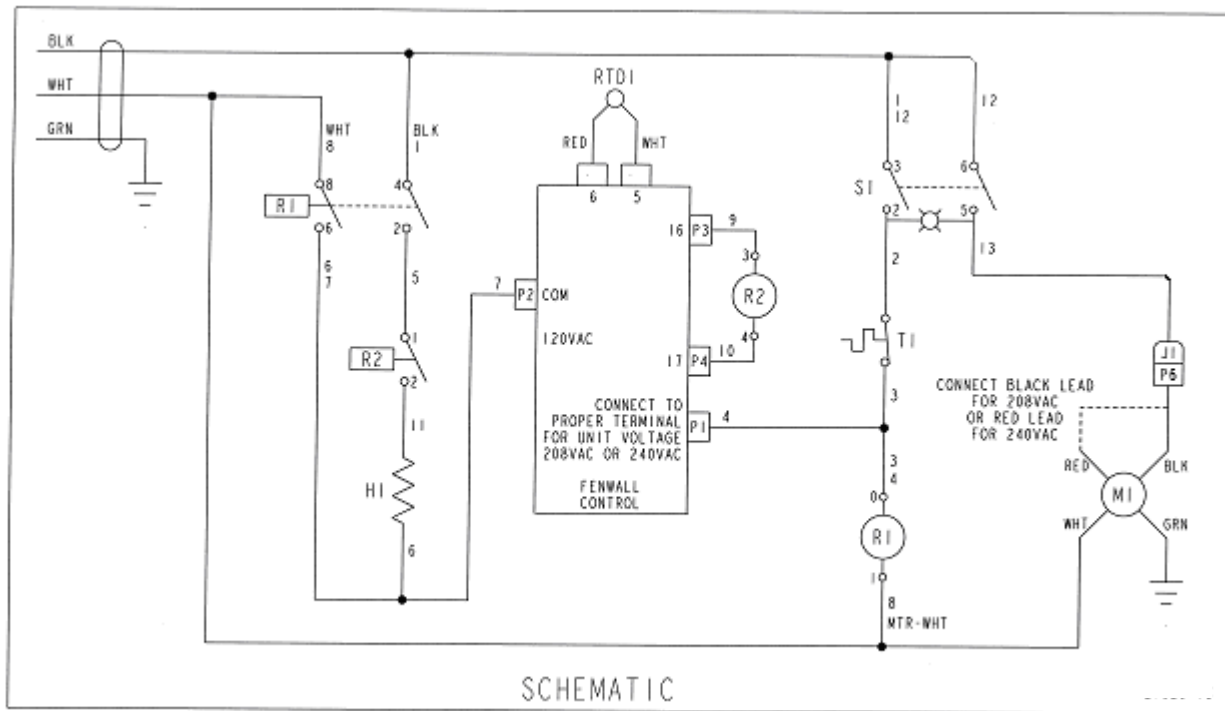 BLK
WHT
GRN
WHT
8
BLK
1
RTD1
RED
WHT
6
5
1
12
12
8
R1
6
4
2
S1
3
2
6
5
16
P3
9
3
R2
4
17
P4
10
7
P2
COM
120VAC
6
7
5
1
R2
2
2
13
T1
J1
P6
CONNECT TO
PROPER TERMINAL
FOR UNIT VOLTAGE
208VAC OR 240VAC
P1
4
FENWALL
CONTROL
3
CONNECT BLACK LEAD
FOR 208VAC
OR RED LEAD
FOR 240VAC
11
H1
6
3
4
0
R1
1
8
MTR-WHT
RED
BLK
M1
WHT
GRN
SCHEMATIC